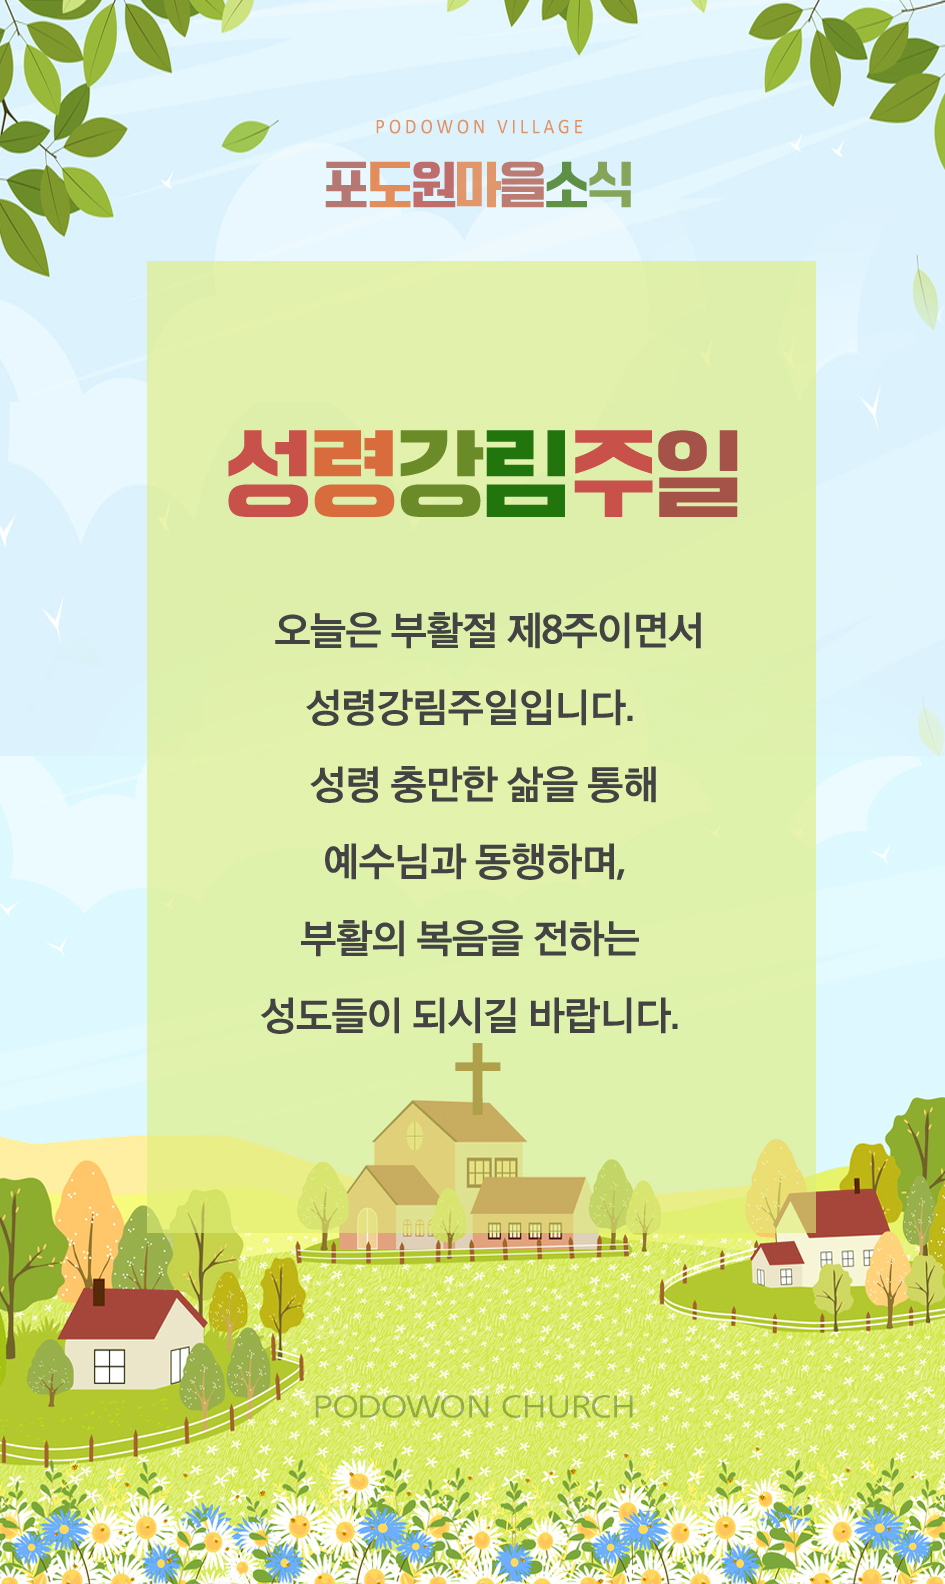 PODOWON VILLAGE
포도원마을소식
성령강림주일
오늘은 부활절 제8주이면서
성령강림주일입니다.
성령 충만한 삶을 통해
예수님과 동행하며,
부활의 복음을 전하는
성도들이 되시길 바랍니다.
PODOWON CHURCH